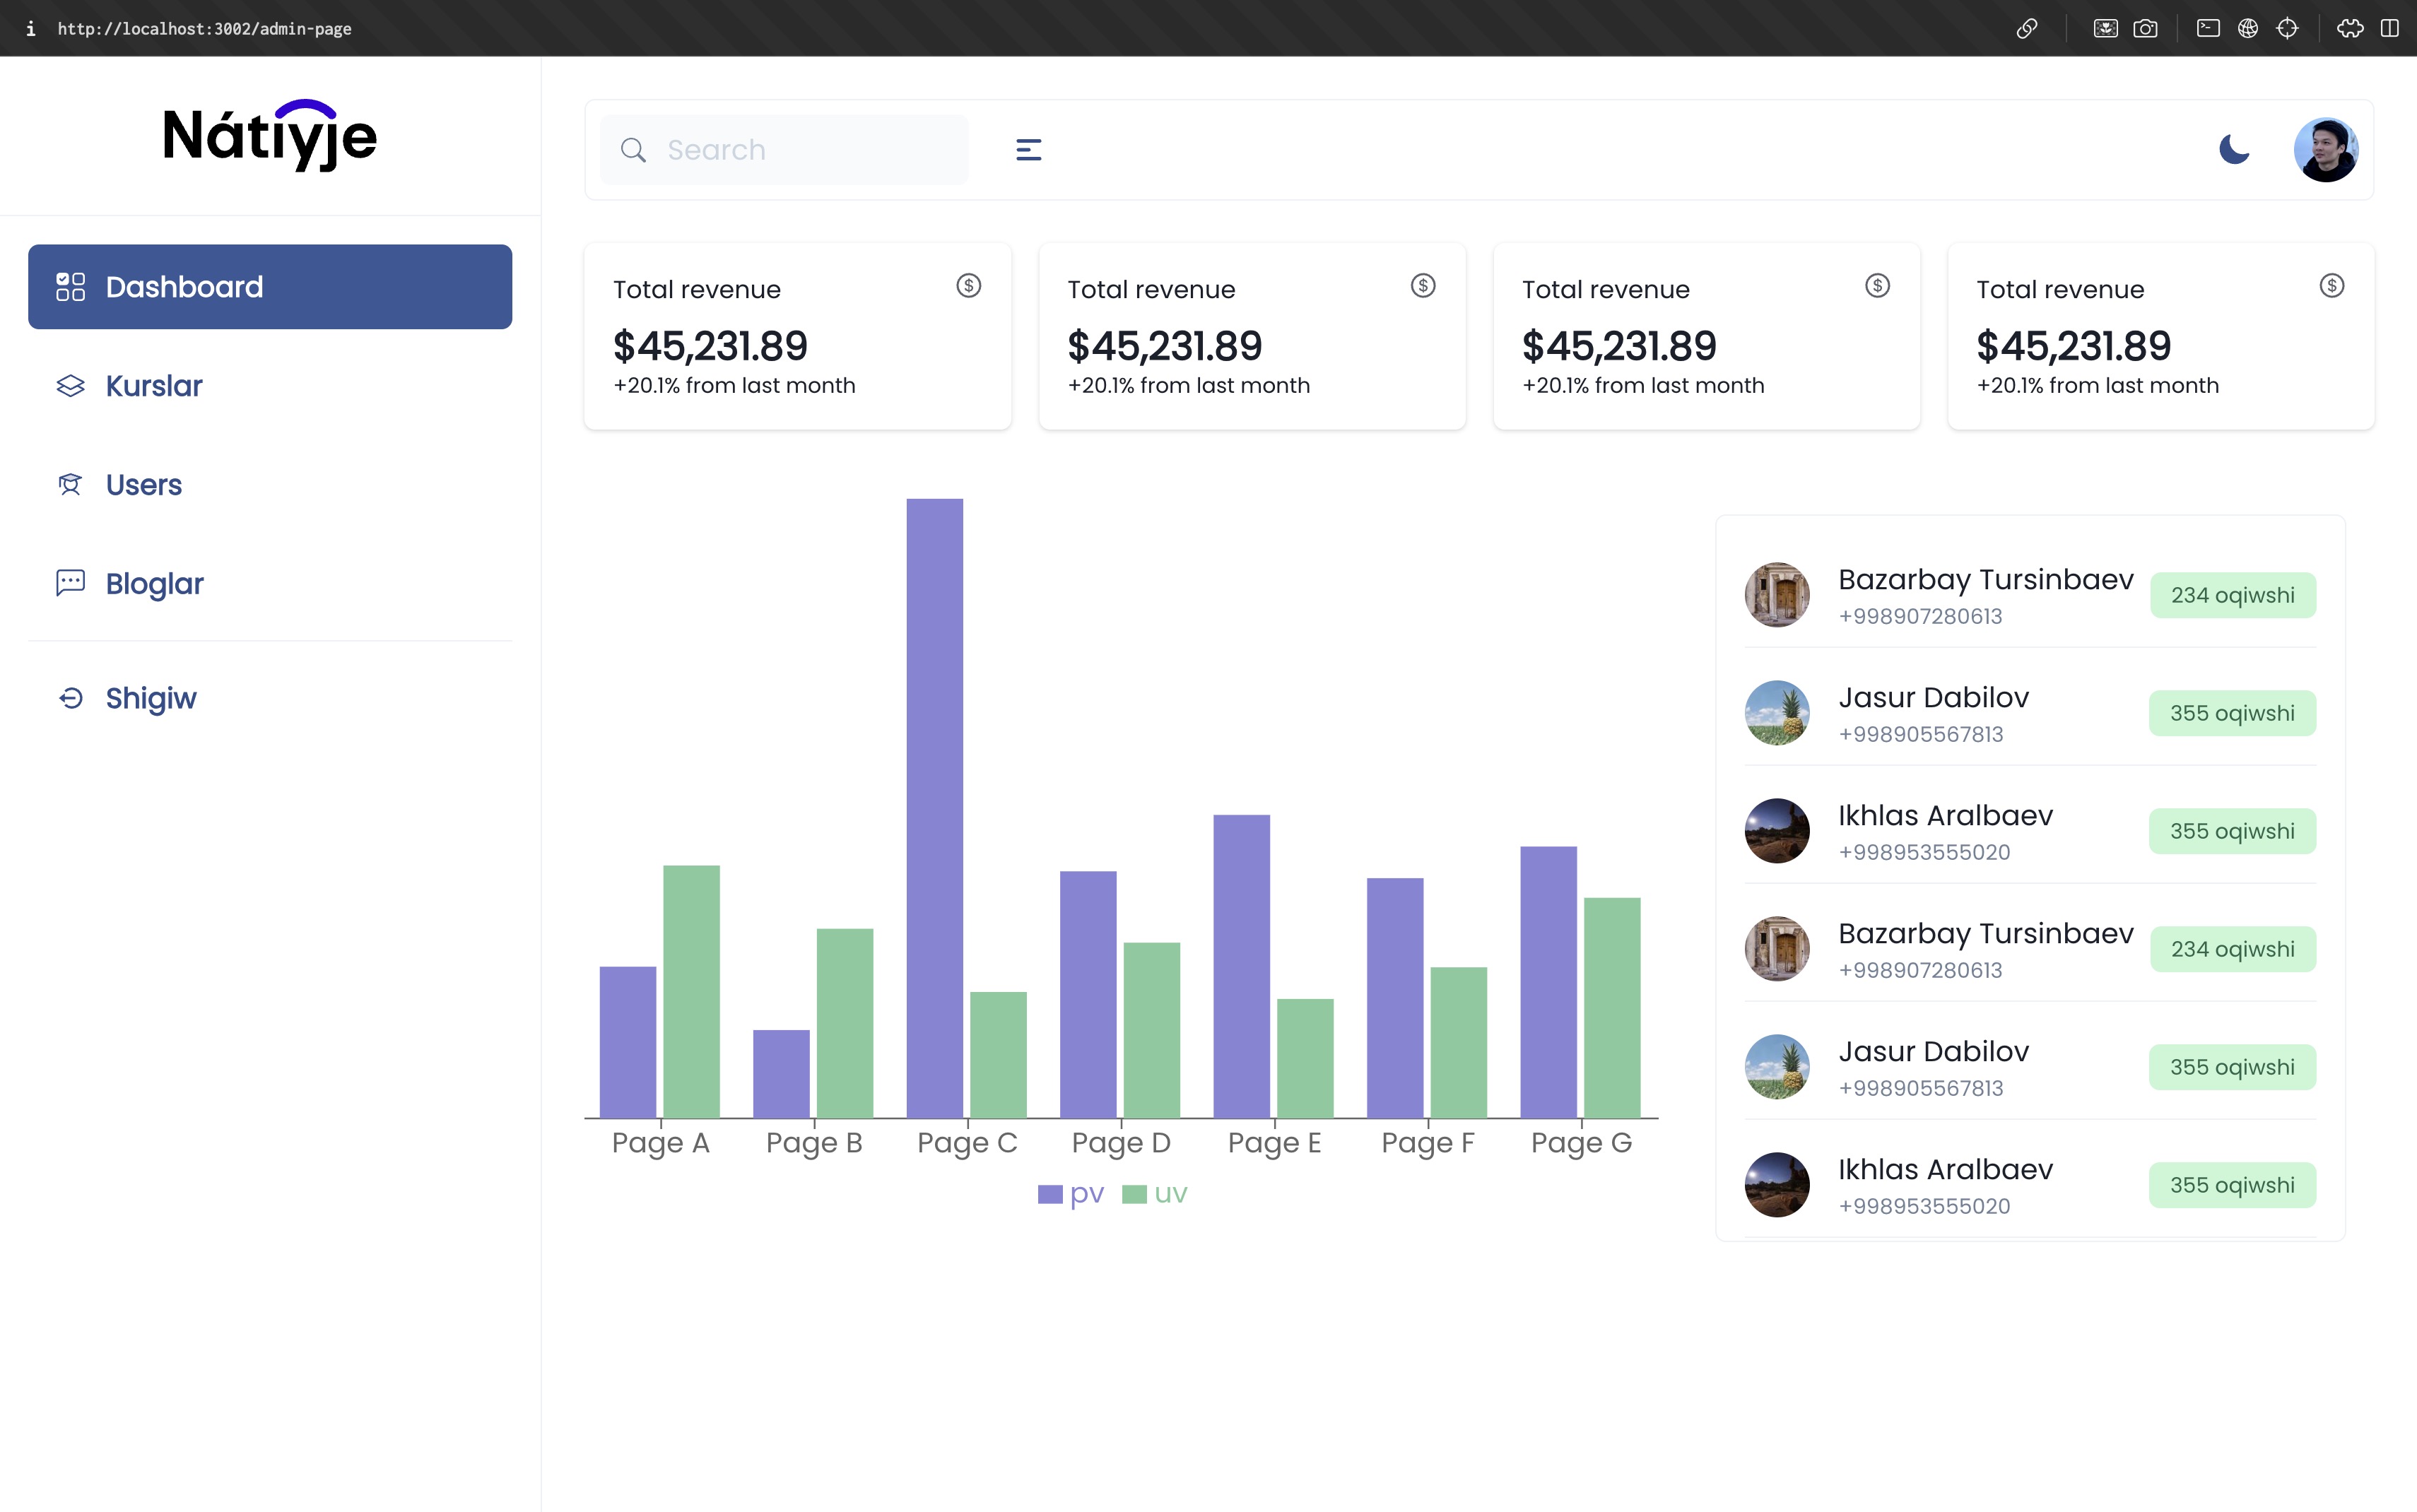 http://localhost:3002/admin-page
Nátiyje
Search
Dashboard
Kurslar
Users
Bloglar
Shigiw
Total revenue
$45,231.89
+20.1% from last month
Total revenue
$45,231.89
+20.1% from last month
Total revenue
$45,231.89
+20.1% from last month
Total revenue
$45,231.89
+20.1% from last month
Page A Page B Page C Page D Page E Page F Page G
pv uv
Bazarbay Tursinbaev
+998907280613
234 oqiwshi
Jasur Dabilov
+998905567813
355 oqiwshi
Ikhlas Aralbaev
+998953555020
355 oqiwshi
Bazarbay Tursinbaev
+998907280613
234 oqiwshi
Jasur Dabilov
+998905567813
355 oqiwshi
Ikhlas Aralbaev
+998953555020
355 oqiwshi